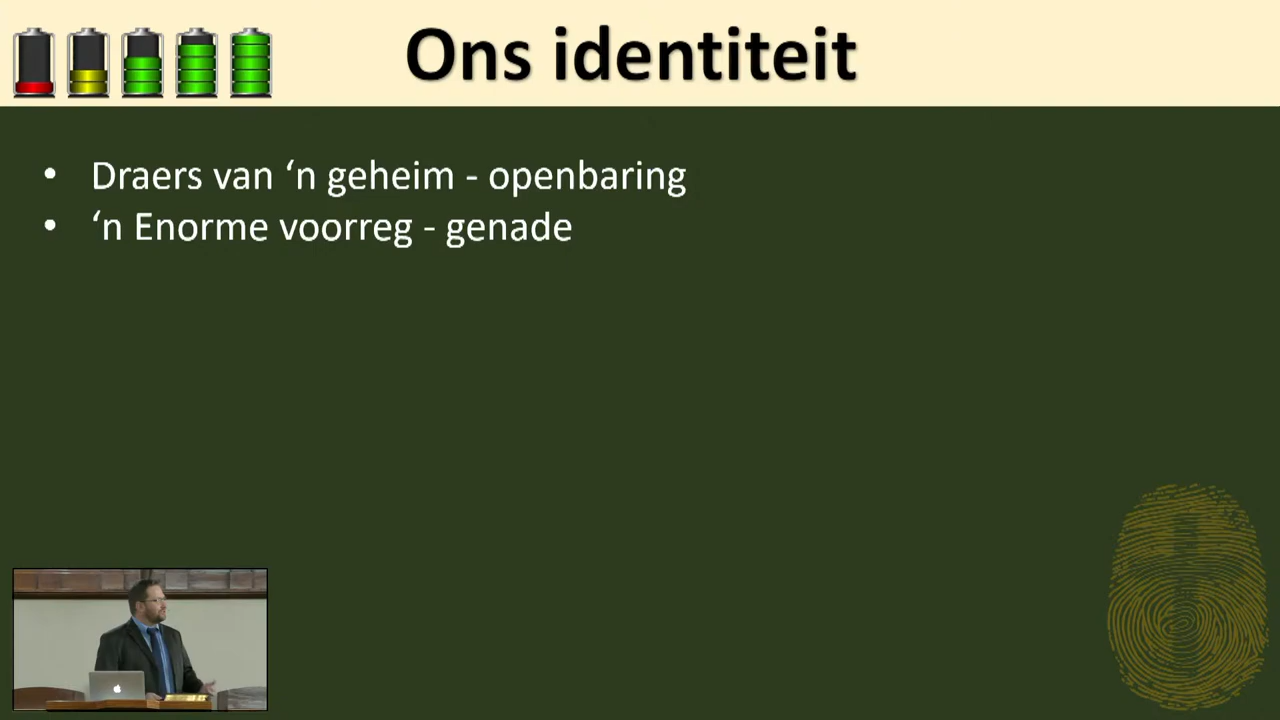 Ons identiteit
• Draers van ‘n geheim - openbaring
• ‘n Enorme voorreg - genade